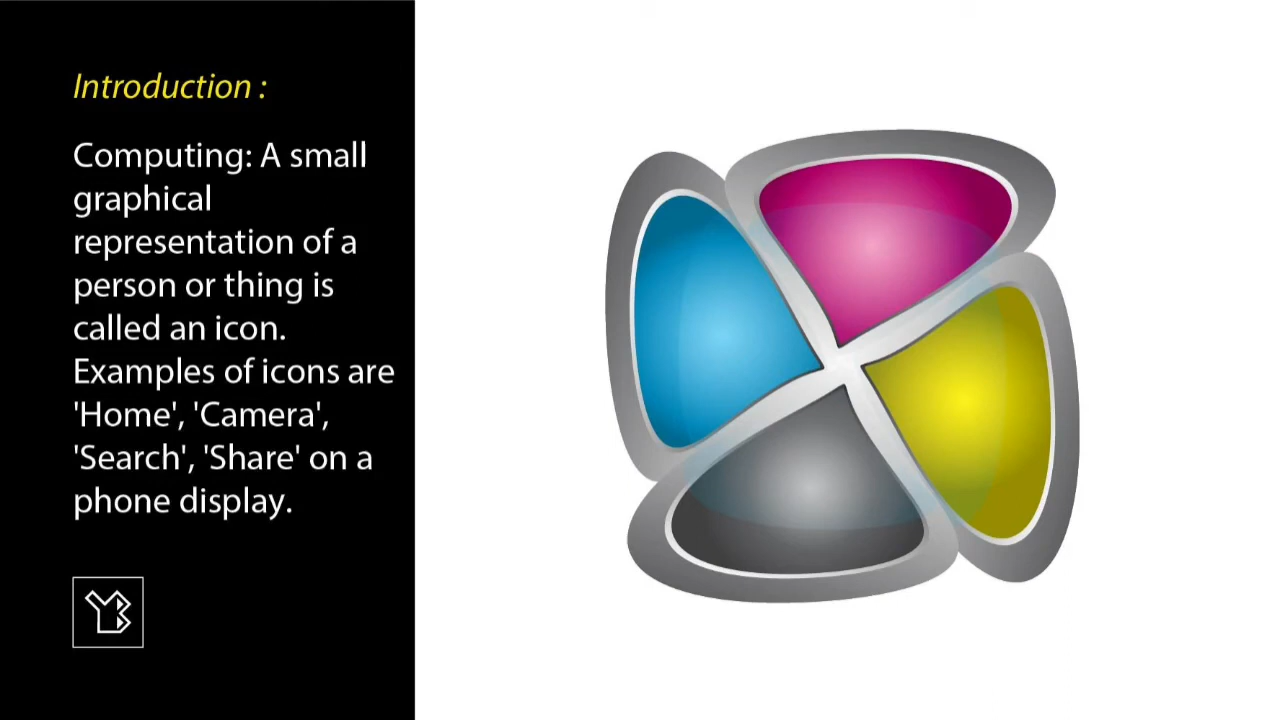 Introduction :
Computing: A small
graphical
representation of a
person or thing is
called an icon.
Examples of icons are
'Home', 'Camera',
'Search', 'Share' on a
phone display.